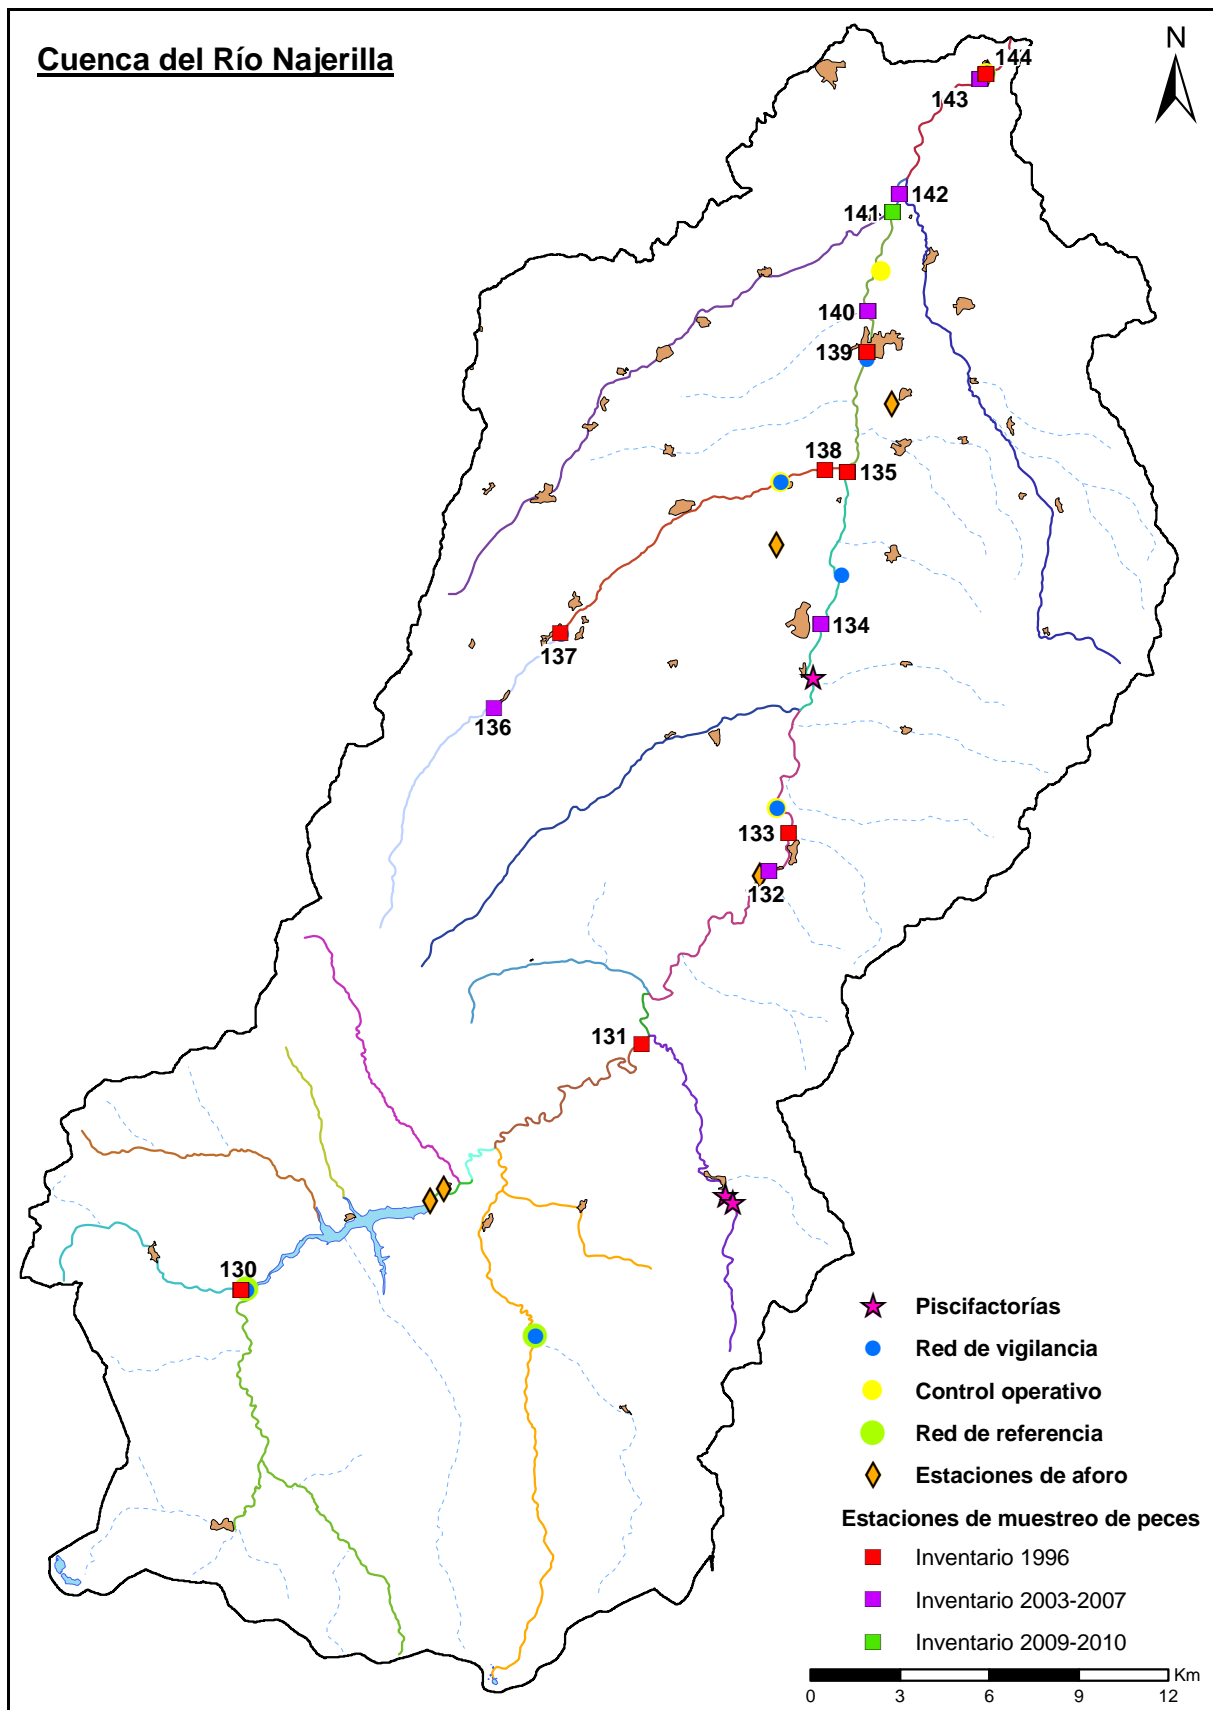 Cuenca del Río Najerilla
N
144
143
142
141
140
139
138
135
134
137
136
133
132
131
130
Piscifactorías
Red de vigilancia
Control operativo
Red de referencia
Estaciones de aforo
Estaciones de muestreo de peces
Inventario 1996
Inventario 2003-2007
Inventario 2009-2010
Km
0 3 6 9 12